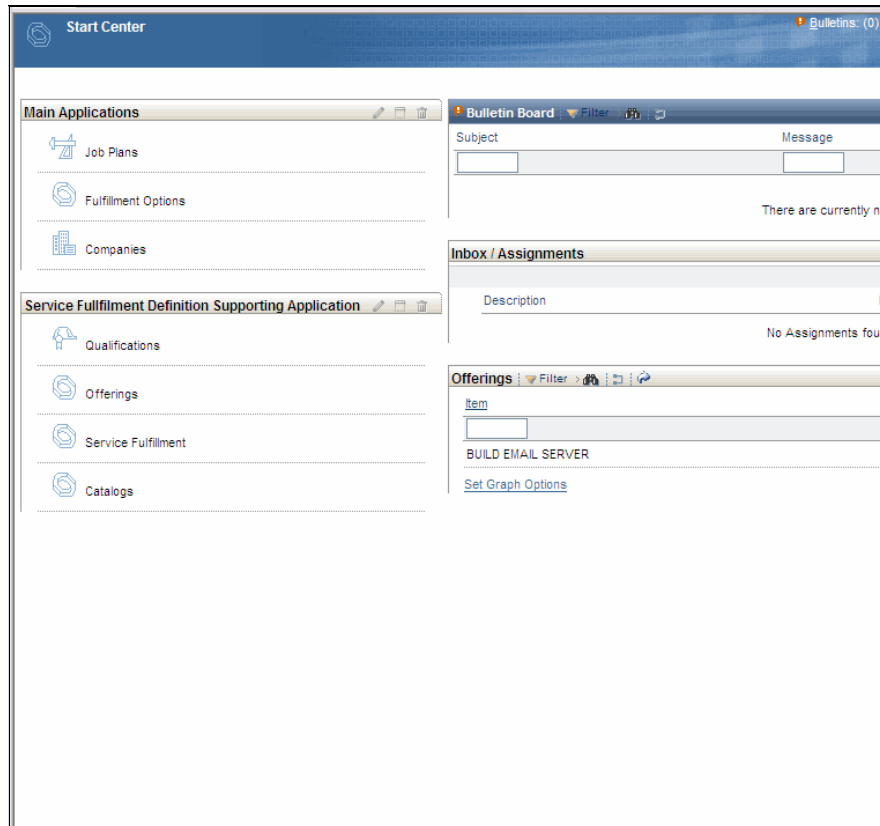 Start Center
Bulletins: (0)
Main Applications
Job Plans
Fulfillment Options
Companies
Service Fullfilment Definition Supporting Application
Qualifications
Offerings
Service Fulfillment
Catalogs
Bulletin Board Filter
Subject Message
There are currently n
Inbox / Assignments
Description
No Assignments fou
Offerings Filter
Item
BUILD EMAIL SERVER
Set Graph Options